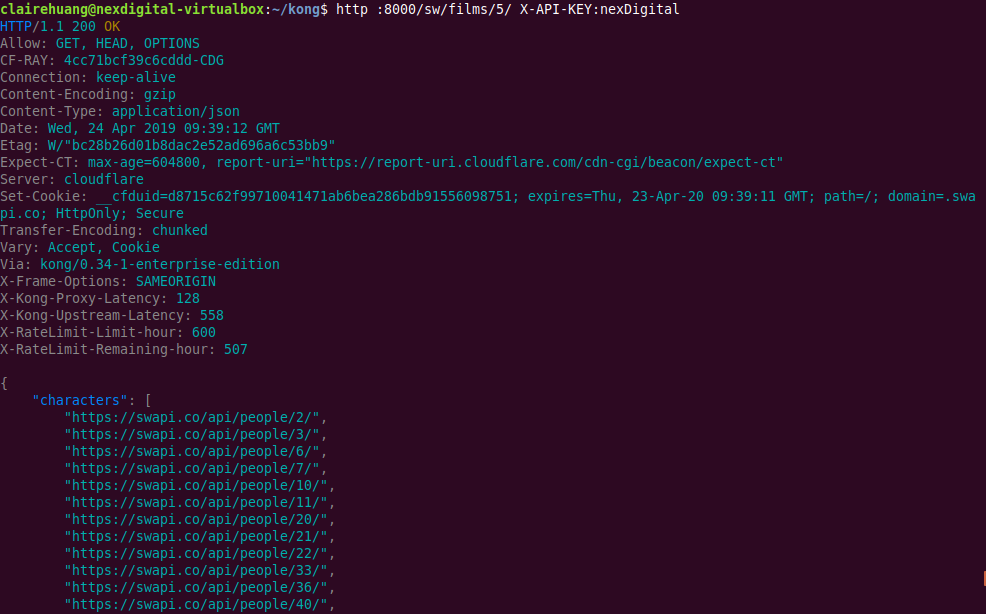 clairehuang@nexdigital-virtualbox:~/kong$ http :8000/sw/films/5/ X-API-KEY:nexDigital
HTTP/1.1 200 OK
Allow: GET, HEAD, OPTIONS
CF-RAY: 4cc71bcf39c6cddd-CDG
Connection: keep-alive
Content-Encoding: gzip
Content-Type: application/json
Date: Wed, 24 Apr 2019 09:39:12 GMT
Etag: W/"bc28b26d01b8dac2e52ad696a6c53bb9"
Expect-CT: max-age=604800, report-uri="https://report-uri.cloudflare.com/cdn-cgi/beacon/expect-ct"
Server: cloudflare
Set-Cookie: __cfduid=d8715c62f99710041471ab6bea286bdb91556098751; expires=Thu, 23-Apr-20 09:39:11 GMT; path=/; domain=.swa
pi.co; HttpOnly; Secure
Transfer-Encoding: chunked
Vary: Accept, Cookie
Via: kong/0.34-1-enterprise-edition
X-Frame-Options: SAMEORIGIN
X-Kong-Proxy-Latency: 128
X-Kong-Upstream-Latency: 558
X-RateLimit-Limit-hour: 600
X-RateLimit-Remaining-hour: 507
{
"characters": [
"https://swapi.co/api/people/2/",
"https://swapi.co/api/people/3/",
"https://swapi.co/api/people/6/",
"https://swapi.co/api/people/7/",
"https://swapi.co/api/people/10/",
"https://swapi.co/api/people/11/",
"https://swapi.co/api/people/20/",
"https://swapi.co/api/people/21/",
"https://swapi.co/api/people/22/",
"https://swapi.co/api/people/33/",
"https://swapi.co/api/people/36/",
"https://swapi.co/api/people/40/",